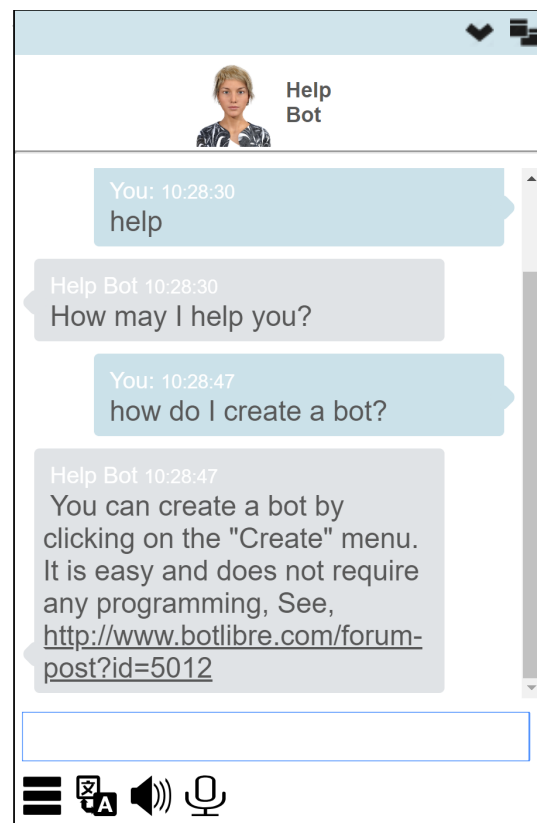 Help
Bot
You: 10:28:30
help
Help Bot 10:28:30
How may I help you?
You: 10:28:47
how do I create a bot?
Help Bot 10:28:47
You can create a bot by
clicking on the "Create" menu.
It is easy and does not require
any programming, See,
http://www.botlibre.com/forum-
post?id=5012
文
A